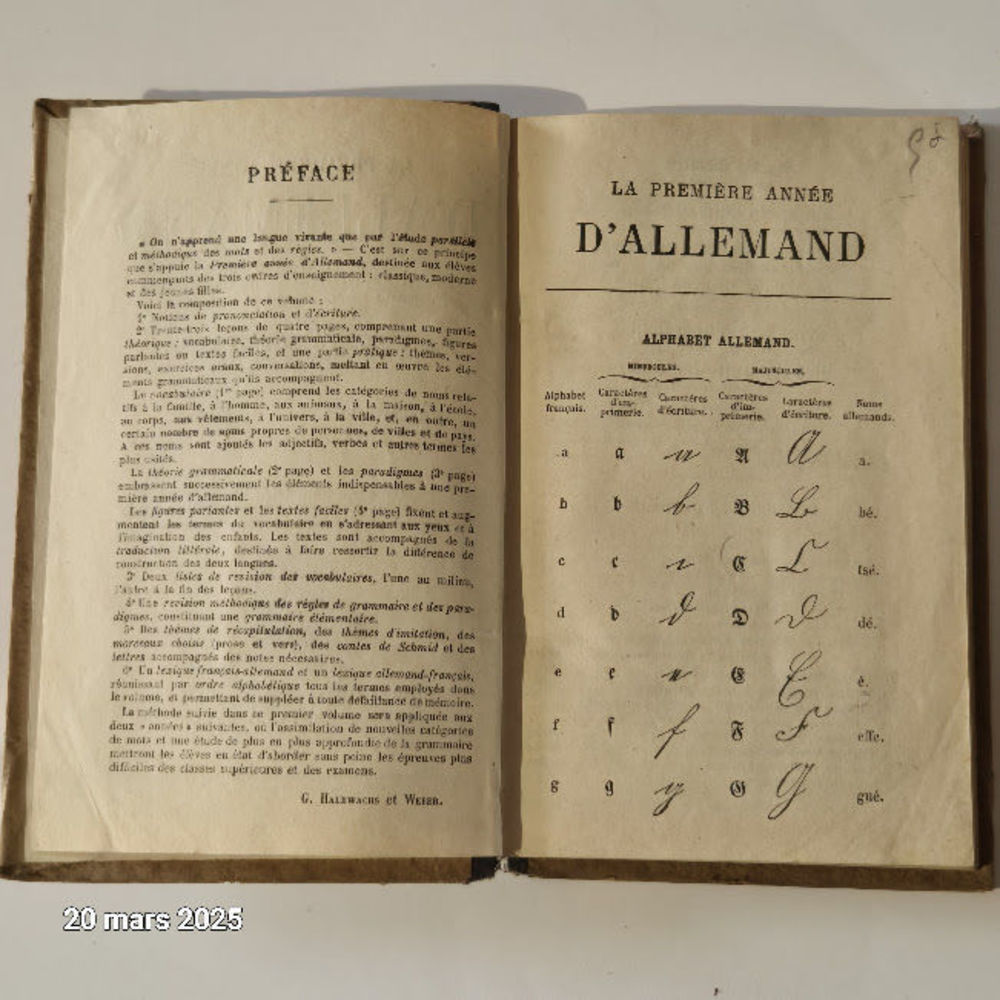 PRÉFACE
« On n'apprend une langue vivante que par l'étude parallèle
et méthodique des mots et des règles. » — C'est sur ce principe
que s'appuie la Première année d'Allemand, destinée aux élèves
commençants des trois ordres d'enseignement : classique, moderne
et des jeunes filles.
Voici la composition de ce volume :
1° Notions de prononciation et d'écriture.
2° Trente-trois leçons de quatre pages, comprenant une partie
théorique : vocabulaire, théorie grammaticale, paradigmes, figures
parlantes ou textes faciles, et une partie pratique : thèmes, ver-
sions, exercices oraux, conversations, mettant en œuvre les élé-
ments grammaticaux qu'ils accompagnent.
Le vocabulaire (1re page) comprend les catégories de noms rela-
tifs à la famille, à l'homme, aux animaux, à la maison, à l'école,
au corps, aux vêtements, à l'univers, à la ville, et, en outre, un
certain nombre de noms propres de personnes, de villes et de pays.
A ces noms sont ajoutés les adjectifs, verbes et autres termes les
plus usités.
La théorie grammaticale (2e page) et les paradigmes (3e page)
embrassent successivement les éléments indispensables à une pre-
mière année d'allemand.
Les figures parlantes et les textes faciles (4e page) fixent et aug-
mentent les termes du vocabulaire en s'adressant aux yeux et à
l'imagination des enfants. Les textes sont accompagnés de la
traduction littérale, destinée à faire ressortir la différence de
construction des deux langues.
3° Deux listes de revision des vocabulaires, l'une au milieu,
l'autre à la fin des leçons.
4° Une revision méthodique des règles de grammaire et des para-
digmes, constituant une grammaire élémentaire.
5° Des thèmes de récapitulation, des thèmes d'imitation, des
morceaux choisis (prose et vers), des contes de Schmid et des
lettres accompagnés des notes nécessaires.
6° Un lexique français-allemand et un lexique allemand-français,
réunissant par ordre alphabétique tous les termes employés dans
le volume, et permettant de suppléer à toute défaillance de mémoire.
La méthode suivie dans ce premier volume sera appliquée aux
deux « années » suivantes, où l'assimilation de nouvelles catégories
de mots et une étude de plus en plus approfondie de la grammaire
mettront les élèves en état d'aborder sans peine les épreuves plus
difficiles des classes supérieures et des examens.
G. Halbwachs et Weber.
LA PREMIÈRE ANNÉE
D'ALLEMAND
ALPHABET ALLEMAND.
MINUSCULES. MAJUSCULES.
Alphabet français. Caractères d'imprimerie. Caractères d'écriture. Caractères d'imprimerie. Caractères d'écriture. Noms allemands.
a a a A A a.
b b b B B bé.
c c c C C tsé.
d d d D D dé.
e e e E E é.
f f f F F effe.
g g g G G gué.
20 mars 2025